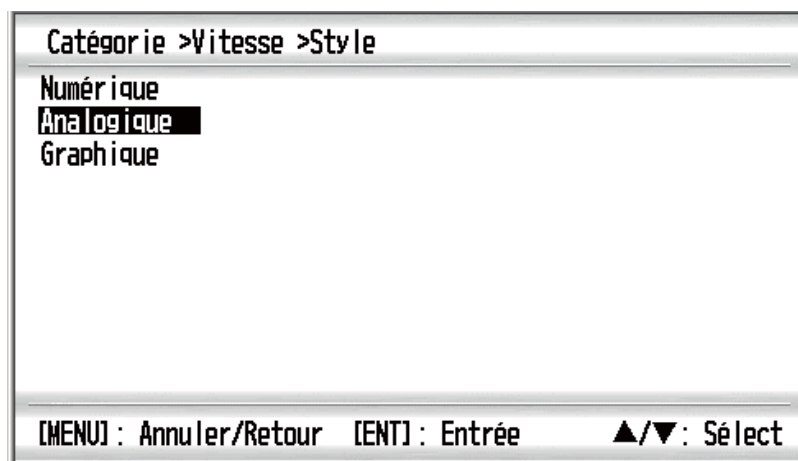 Catégorie >Vitesse >Style
Numérique
Analogique
Graphique
[MENU] : Annuler/Retour [ENT] : Entrée ▲/▼: Sélect